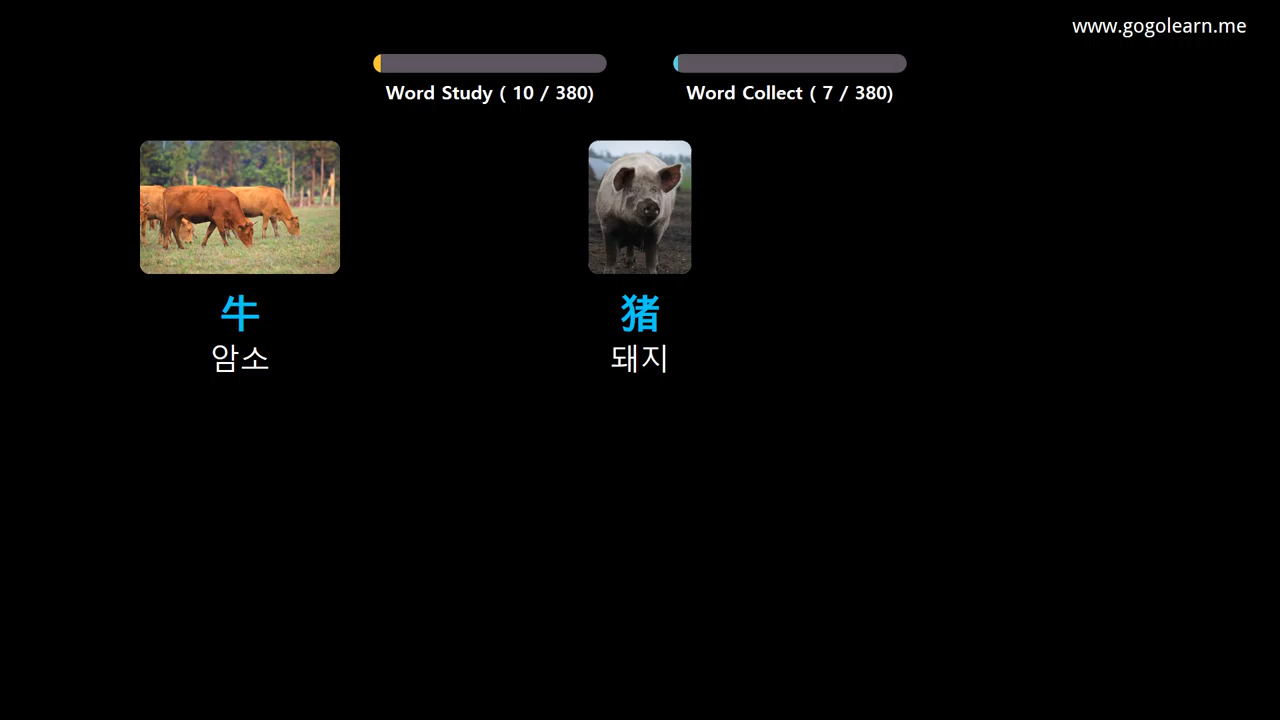 www.gogolearn.me
Word Study ( 10 / 380)
Word Collect ( 7 / 380)
牛
암소
猪
돼지